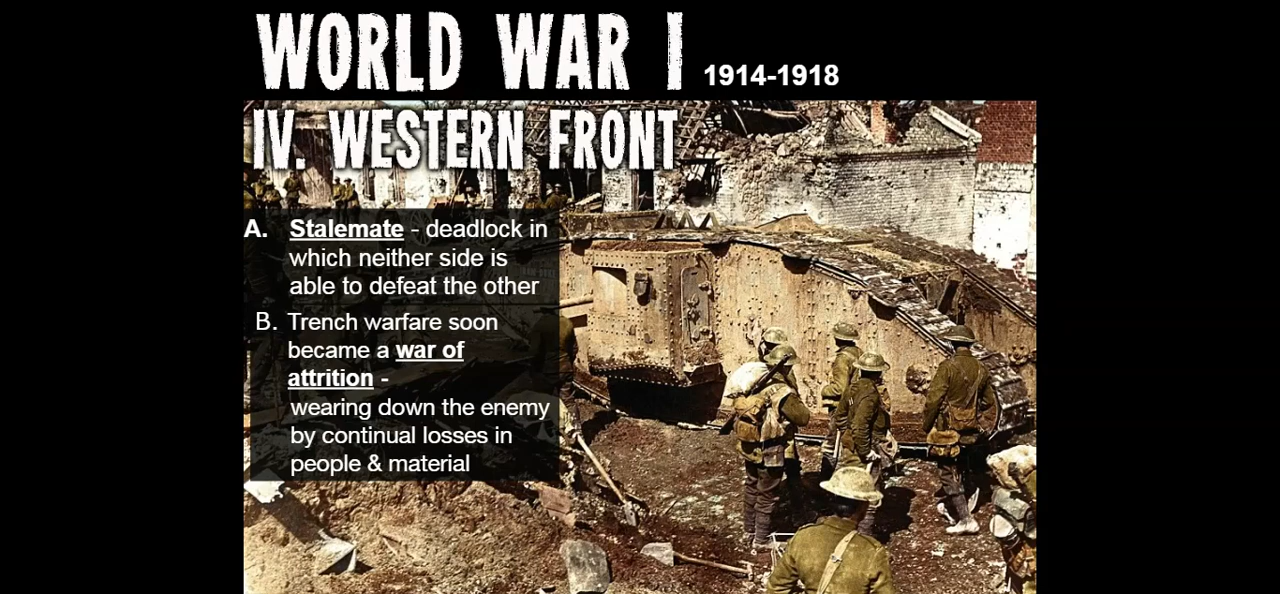 WORLD WAR I 1914-1918
IV. WESTERN FRONT
A. Stalemate - deadlock in
which neither side is
able to defeat the other
B. Trench warfare soon
became a war of
attrition -
wearing down the enemy
by continual losses in
people & material